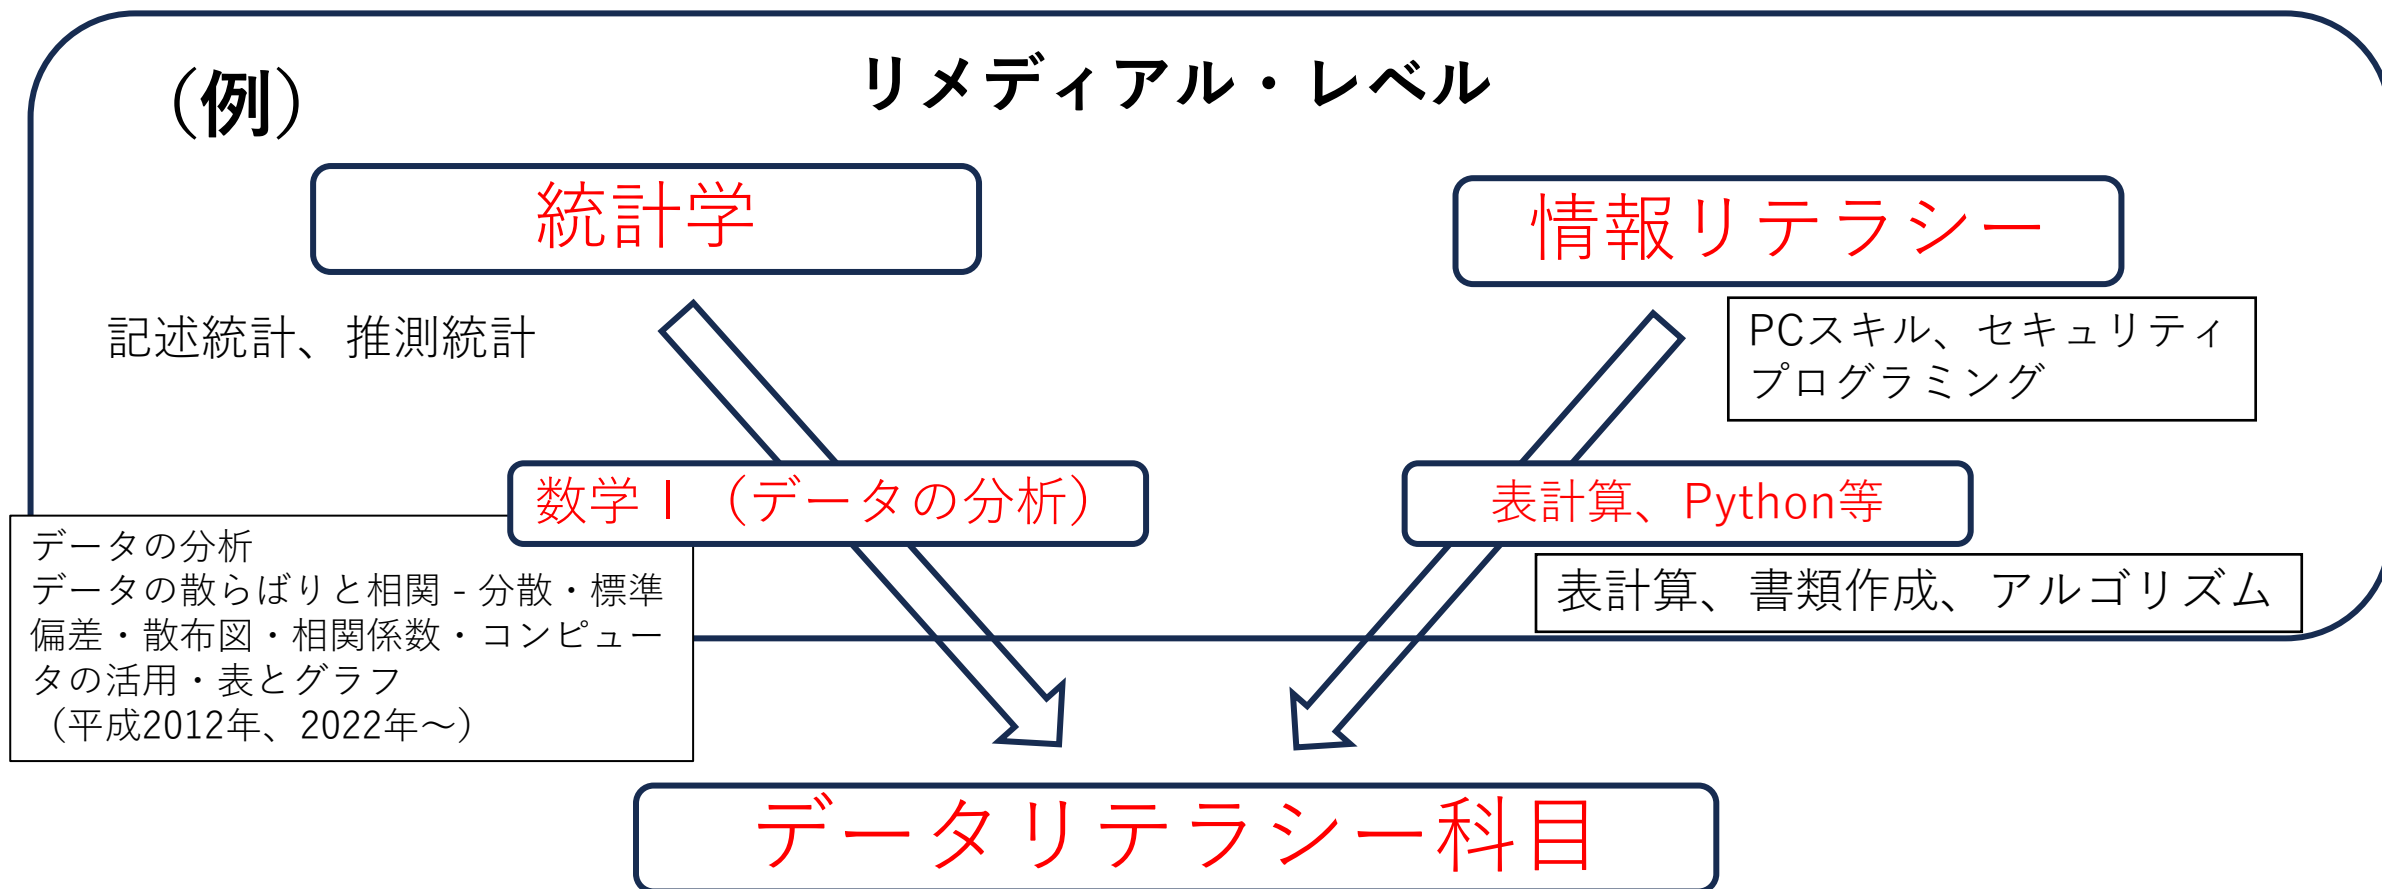 （例）
リメディアル・レベル
統計学
情報リテラシー
記述統計、推測統計
PCスキル、セキュリティ
プログラミング
数学Ⅰ（データの分析）
表計算、Python等
データの分析
データの散らばりと相関 - 分散・標準
偏差・散布図・相関係数・コンピュー
タの活用・表とグラフ
（平成2012年、2022年～）
表計算、書類作成、アルゴリズム
データリテラシー科目